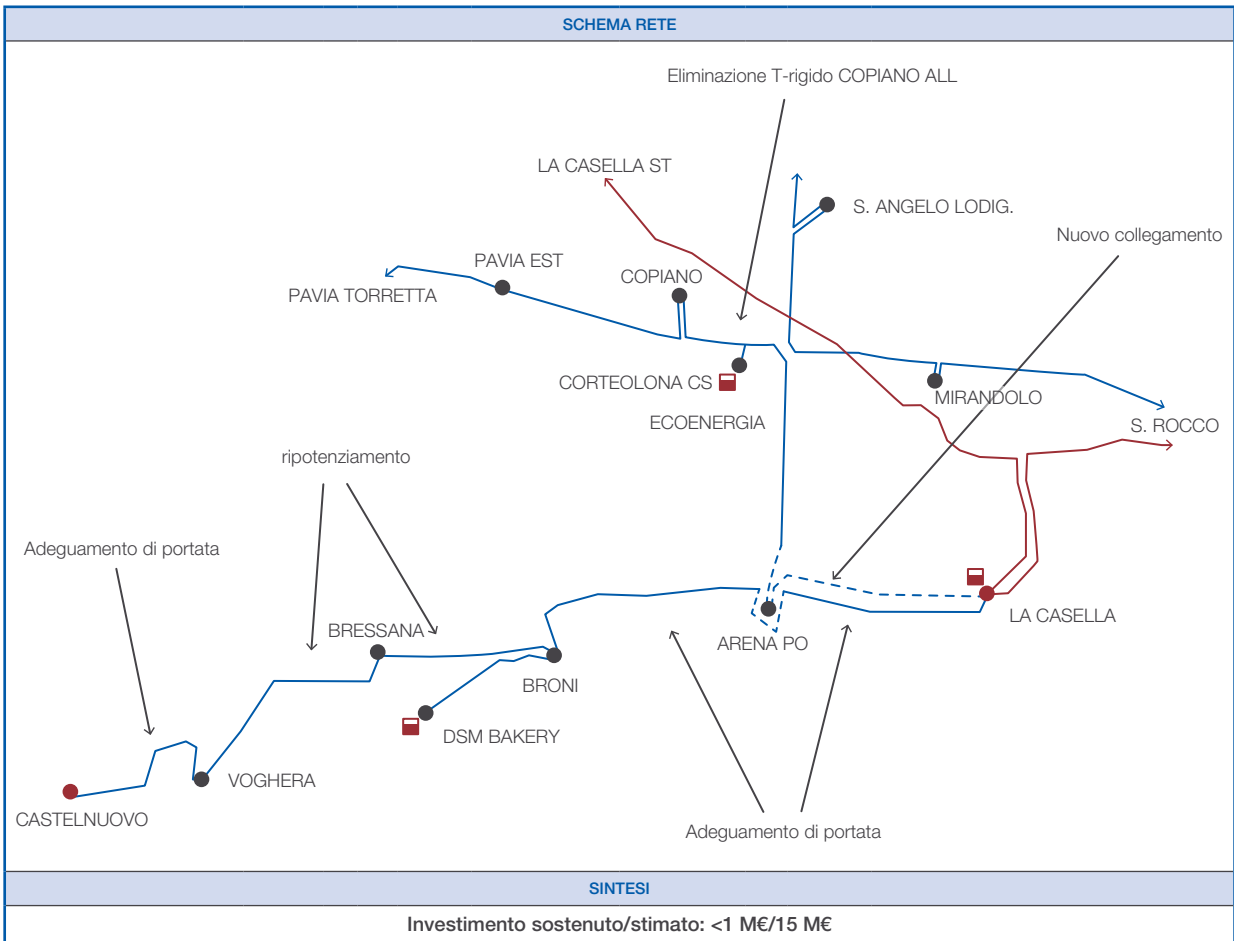 SCHEMA RETE
Eliminazione T-rigido COPIANO ALL
LA CASELLA ST
S. ANGELO LODIG.
Nuovo collegamento
PAVIA EST
COPIANO
PAVIA TORRETTA
CORTEOLONA CS
MIRANDOLO
ECOENERGIA
S. ROCCO
ripotenziamento
Adeguamento di portata
LA CASELLA
BRESSANA
ARENA PO
BRONI
DSM BAKERY
VOGHERA
CASTELNUOVO
Adeguamento di portata
SINTESI
Investimento sostenuto/stimato: <1 M€/15 M€